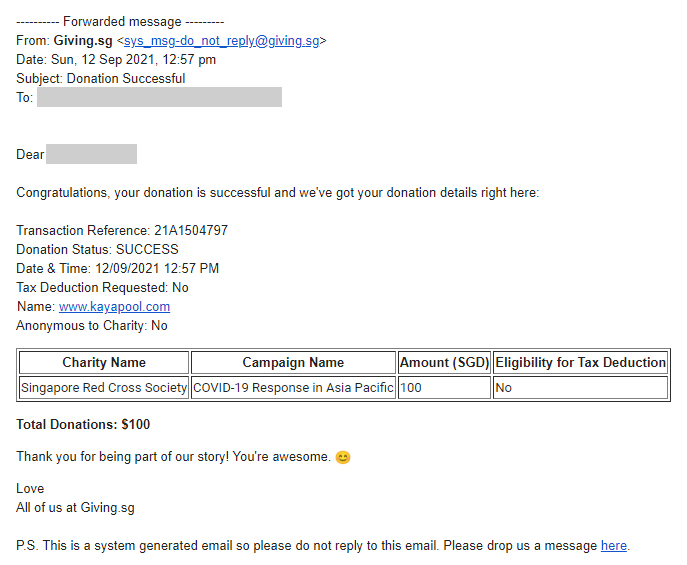 ---------- Forwarded message ---------
From: Giving.sg <sys_msg-do_not_reply@giving.sg>
Date: Sun, 12 Sep 2021, 12:57 pm
Subject: Donation Successful
To:
Dear
Congratulations, your donation is successful and we've got your donation details right here:
Transaction Reference: 21A1504797
Donation Status: SUCCESS
Date & Time: 12/09/2021 12:57 PM
Tax Deduction Requested: No
Name: www.kayapool.com
Anonymous to Charity: No
Charity Name Campaign Name Amount (SGD) Eligibility for Tax Deduction
Singapore Red Cross Society COVID-19 Response in Asia Pacific 100 No
Total Donations: $100
Thank you for being part of our story! You're awesome. 😊
Love
All of us at Giving.sg
P.S. This is a system generated email so please do not reply to this email. Please drop us a message here.